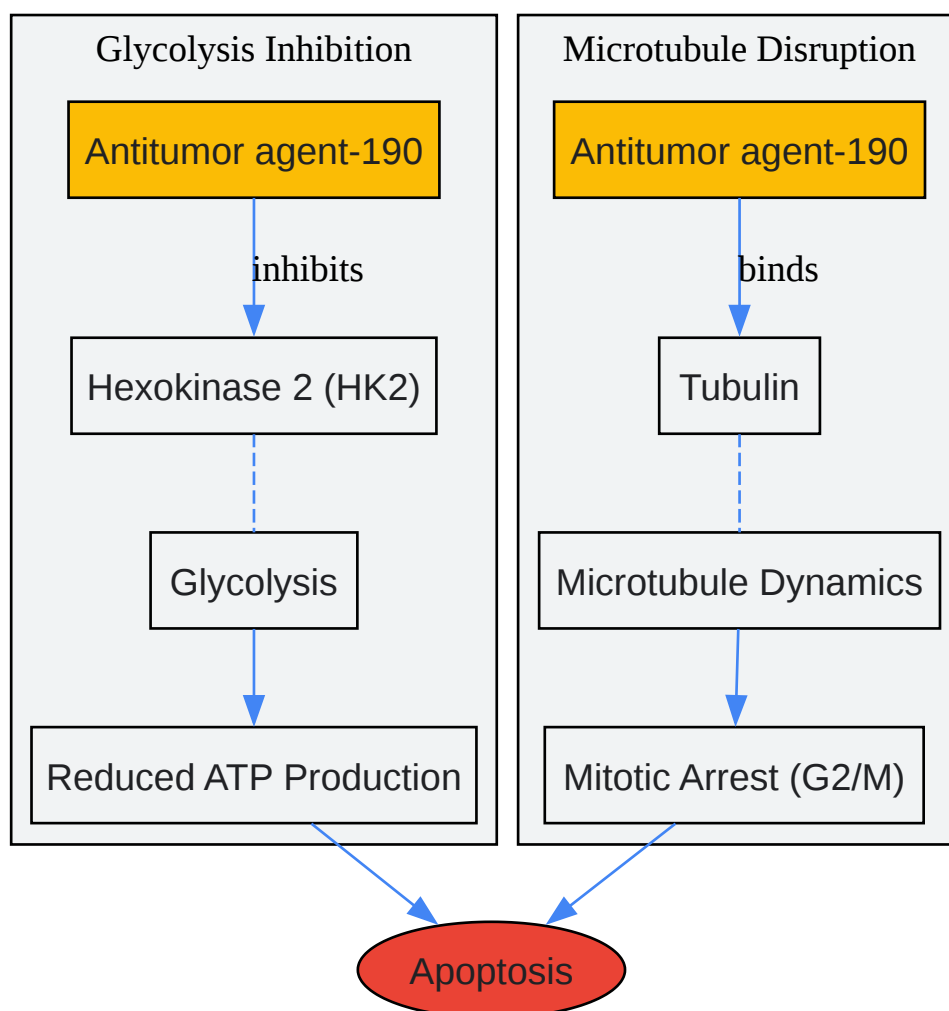 Glycolysis Inhibition
Antitumor agent-190
inhibits
Hexokinase 2 (HK2)
Glycolysis
Reduced ATP Production
Microtubule Disruption
Antitumor agent-190
binds
Tubulin
Microtubule Dynamics
Mitotic Arrest (G2/M)
Apoptosis